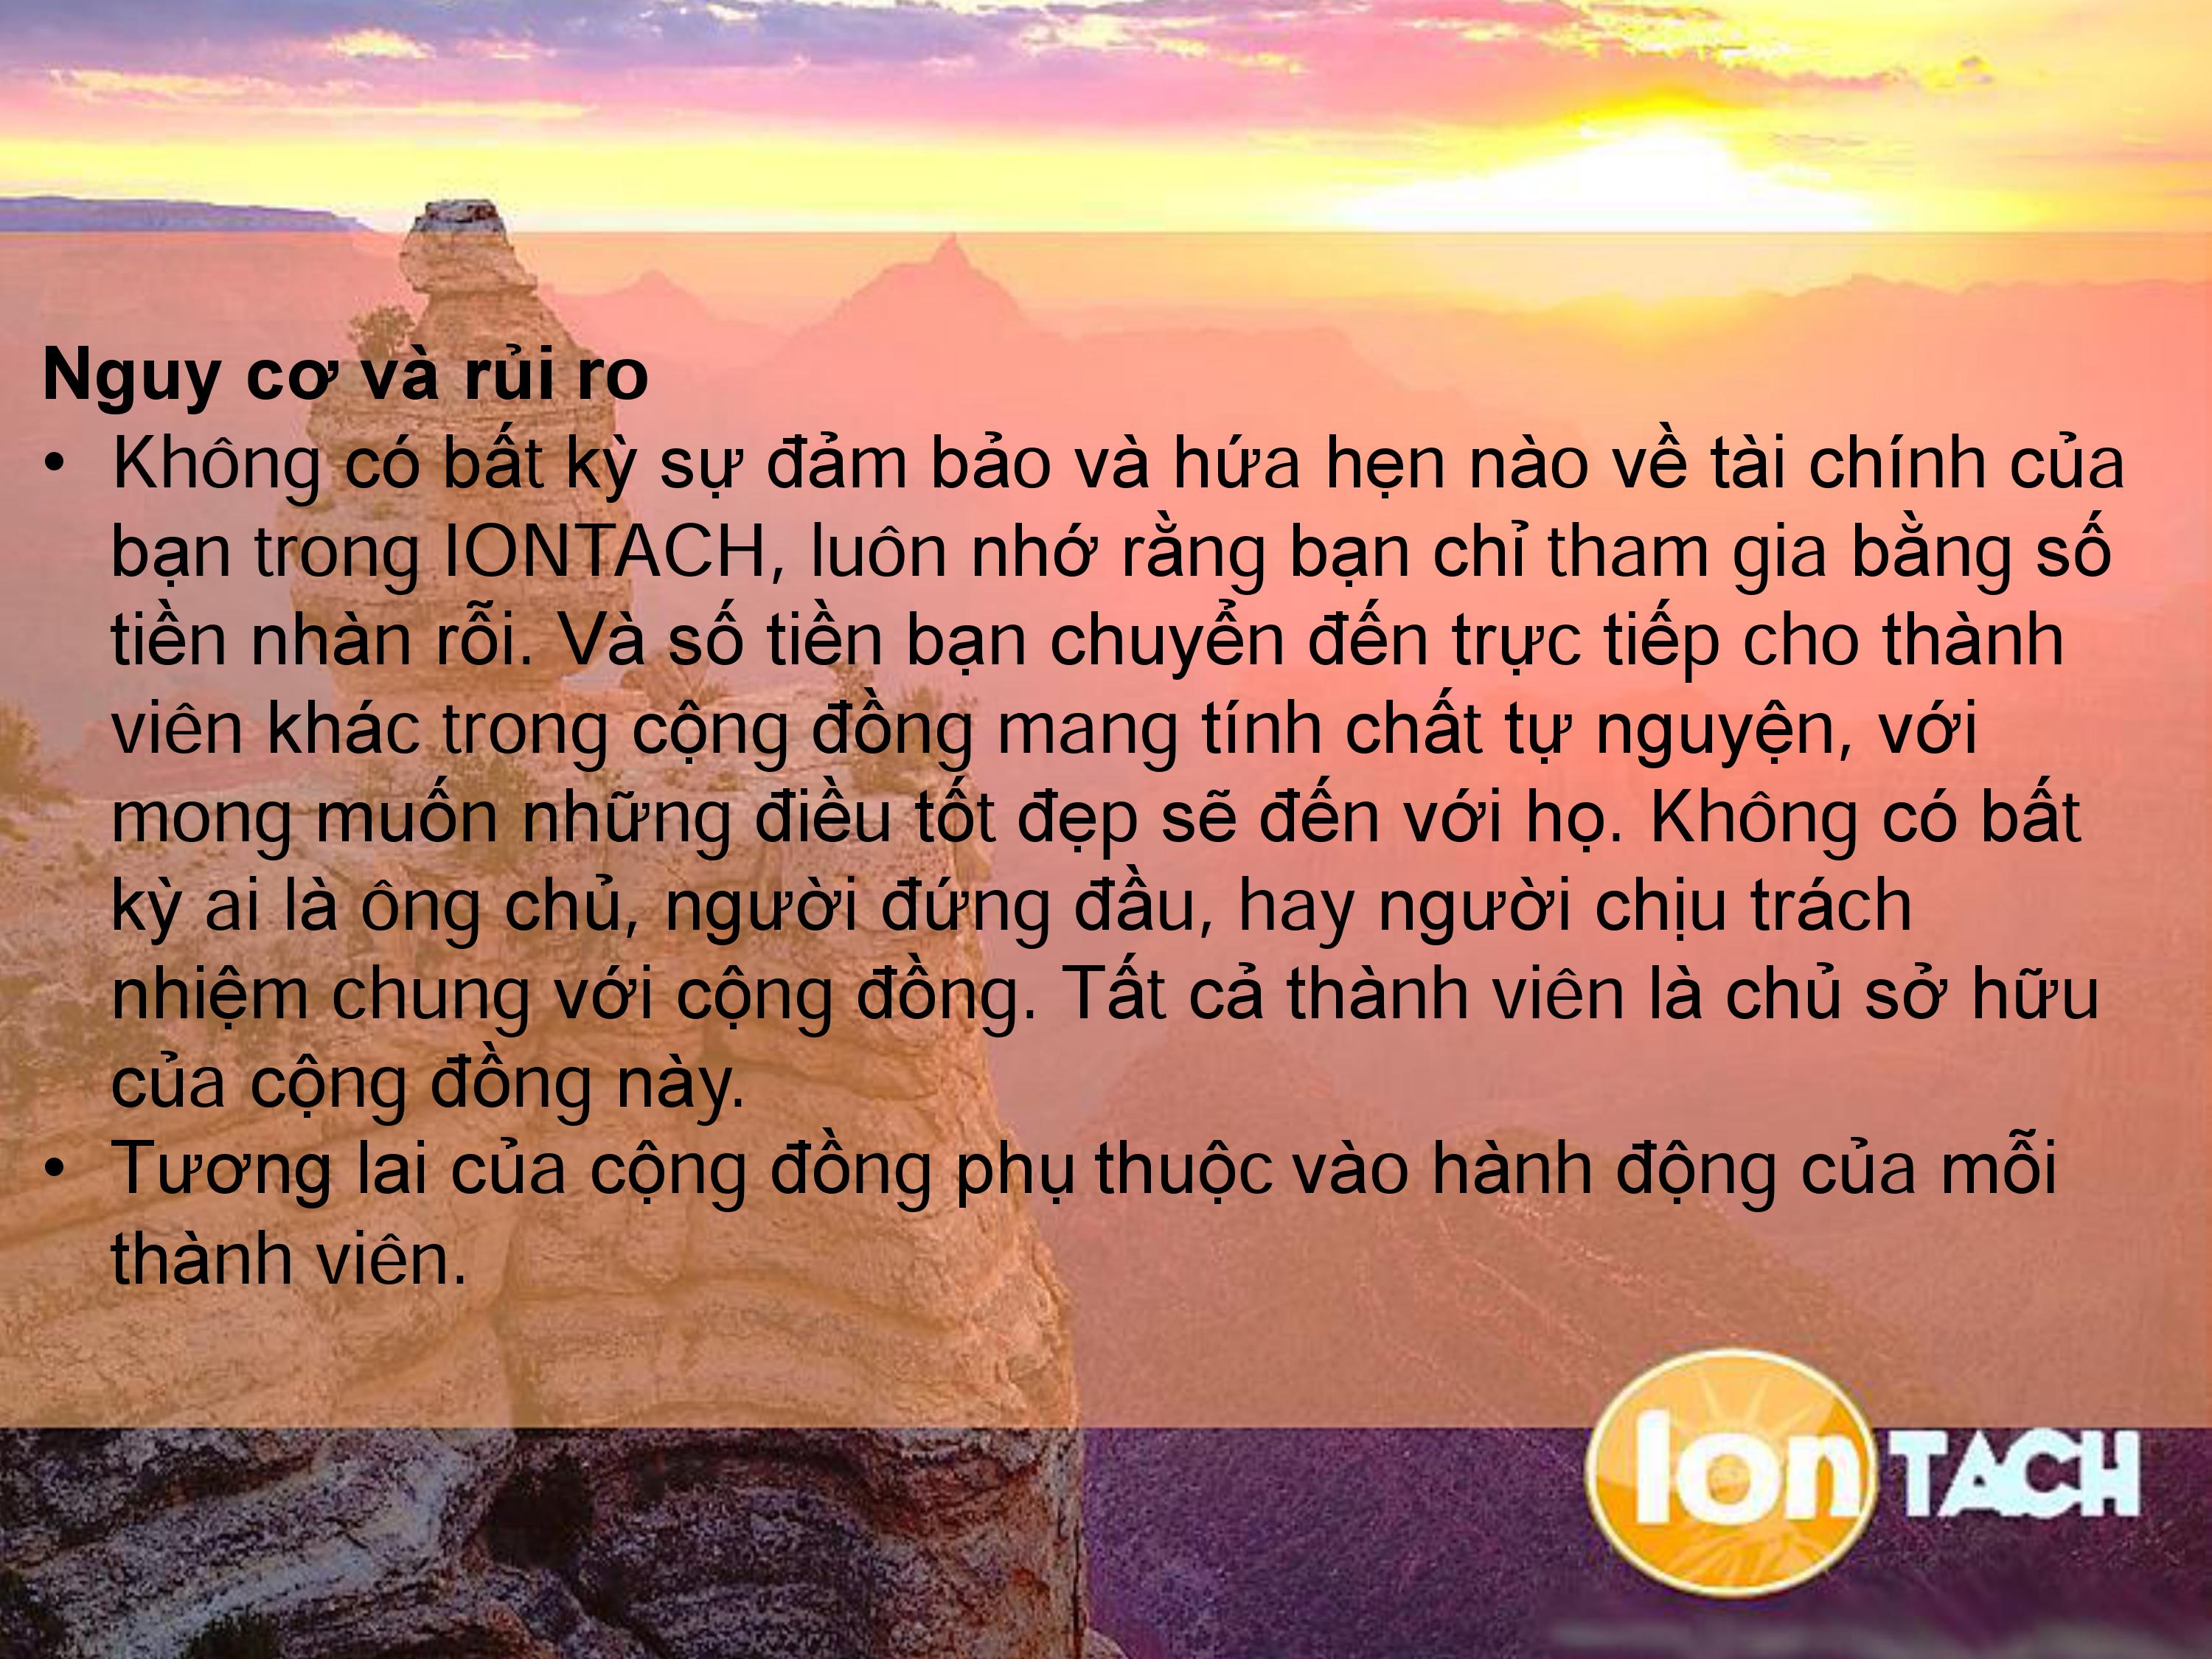 Nguy cơ và rủi ro
• Không có bất kỳ sự đảm bảo và hứa hẹn nào về tài chính của
bạn trong IONTACH, luôn nhớ rằng bạn chỉ tham gia bằng số
tiền nhàn rỗi. Và số tiền bạn chuyển đến trực tiếp cho thành
viên khác trong cộng đồng mang tính chất tự nguyện, với
mong muốn những điều tốt đẹp sẽ đến với họ. Không có bất
kỳ ai là ông chủ, người đứng đầu, hay người chịu trách
nhiệm chung với cộng đồng. Tất cả thành viên là chủ sở hữu
của cộng đồng này.
• Tương lai của cộng đồng phụ thuộc vào hành động của mỗi
thành viên.
Ion TACH